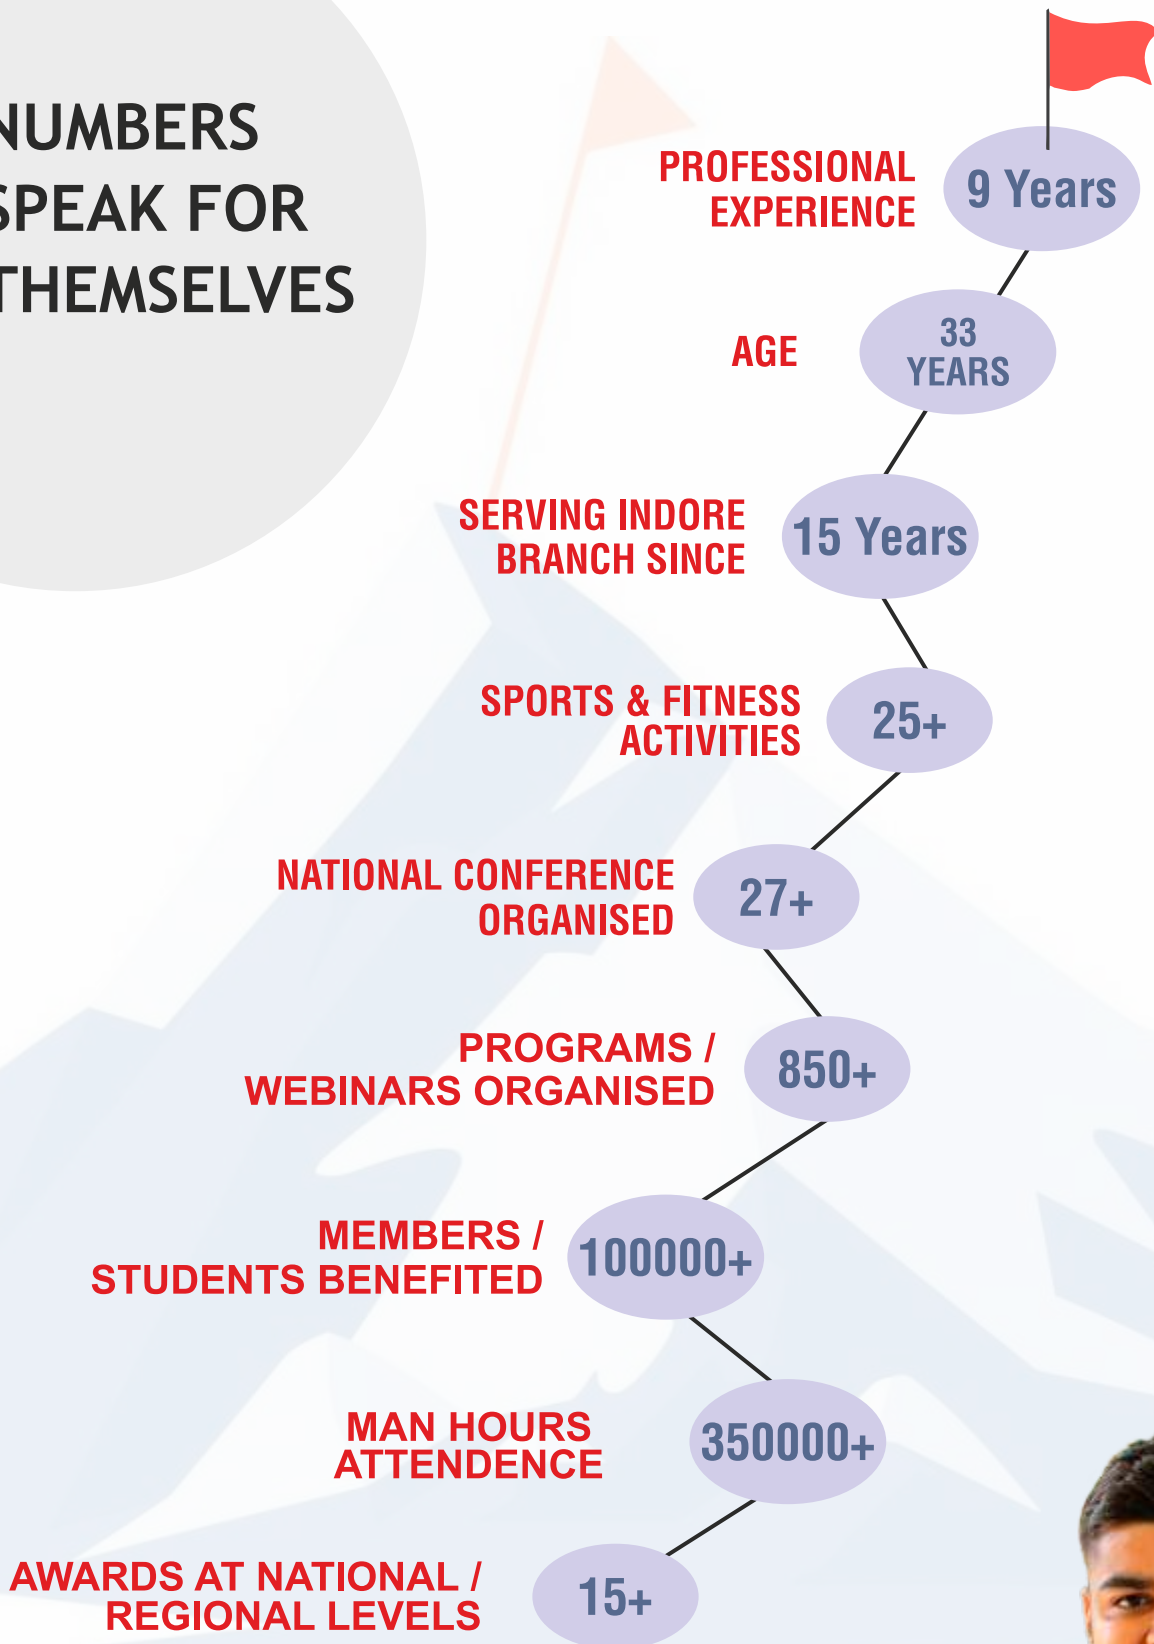 NUMBERS
SPEAK FOR
THEMSELVES
PROFESSIONAL
EXPERIENCE
9 Years
AGE
33
YEARS
SERVING INDORE
BRANCH SINCE
15 Years
SPORTS & FITNESS
ACTIVITIES
25+
NATIONAL CONFERENCE
ORGANISED
27+
PROGRAMS /
WEBINARS ORGANISED
850+
MEMBERS /
STUDENTS BENEFITED
100000+
MAN HOURS
ATTENDENCE
350000+
AWARDS AT NATIONAL /
REGIONAL LEVELS
15+